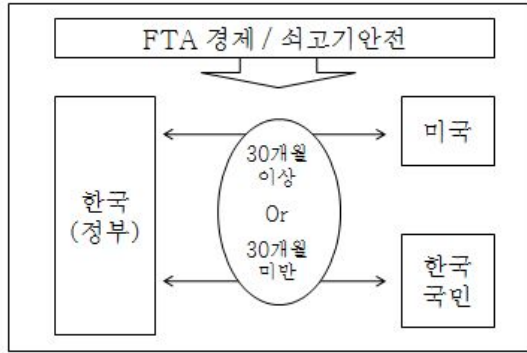 FTA 경제 / 쇠고기안전
한국
(정부)
30개월
이상
Or
30개월
미반
미국
한국
국민